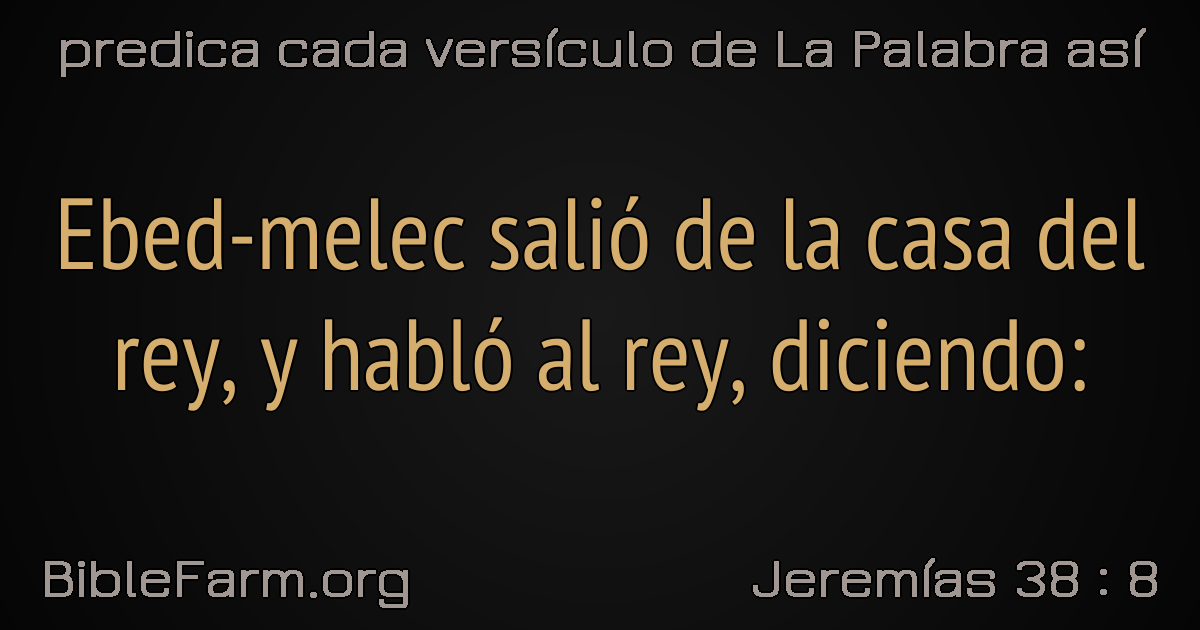 predica cada versículo de La Palabra así
Ebed-melec salió de la casa del
rey, y habló al rey, diciendo:
BibleFarm.org
Jeremías 38 : 8